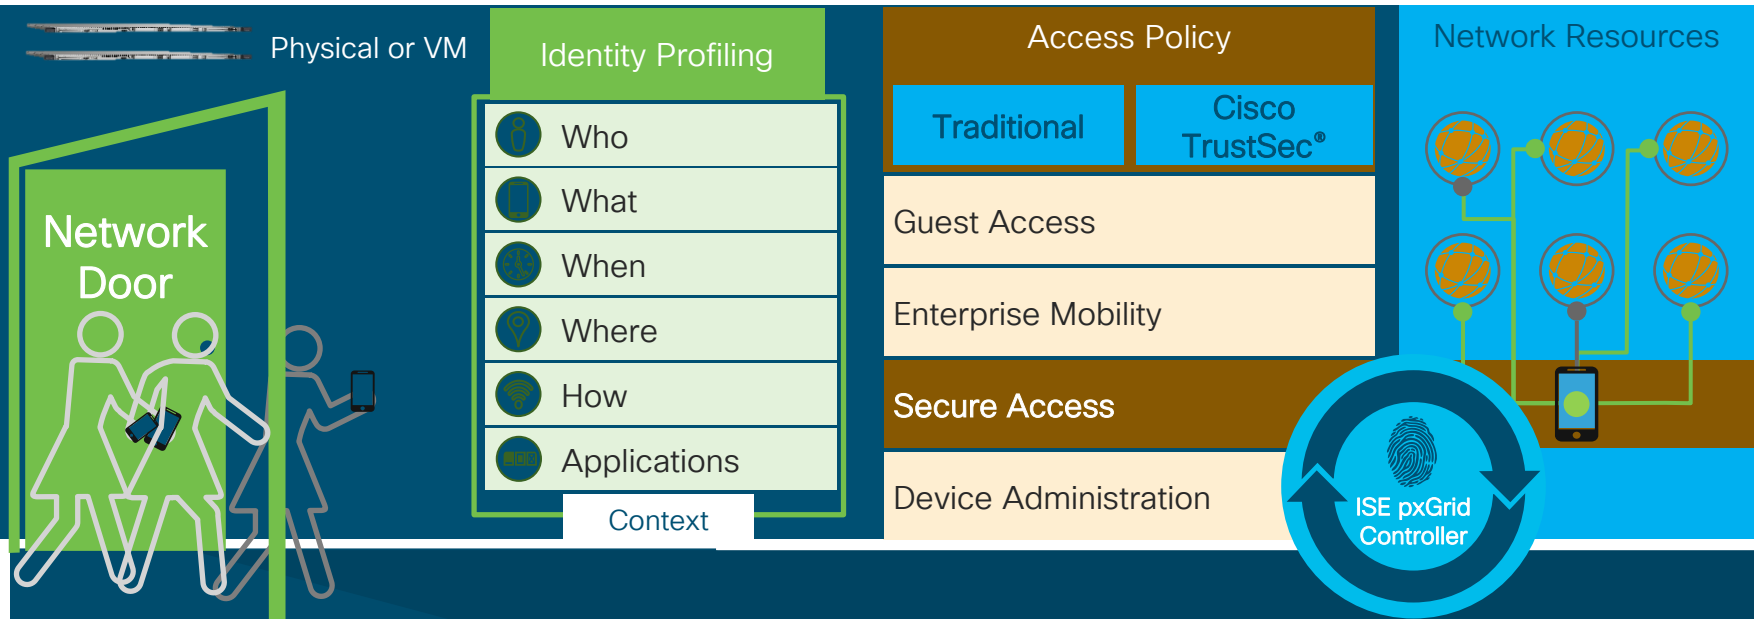 Physical or VM
Network
Door
Identity Profiling
Who
What
When
Where
How
Applications
Context
Access Policy
Traditional
Cisco
TrustSec®
Guest Access
Enterprise Mobility
Secure Access
Device Administration
ISE pxGrid
Controller
Network Resources